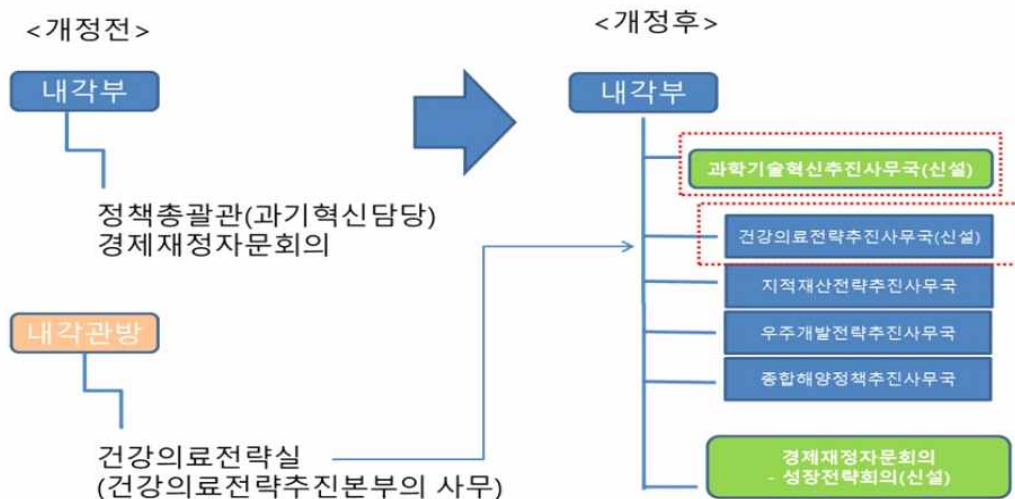 <개정전>
내각부
정책총괄관(과기혁신담당)
경제재정자문회의
내각관방
건강의료전략실
(건강의료전략추진본부의 사무)
<개정후>
내각부
과학기술혁신추진사무국(신설)
건강의료전략추진사무국(신설)
지적재산전략추진사무국
우주개발전략추진사무국
종합해양정책추진사무국
경제재정자문회의
- 성장전략회의(신설)